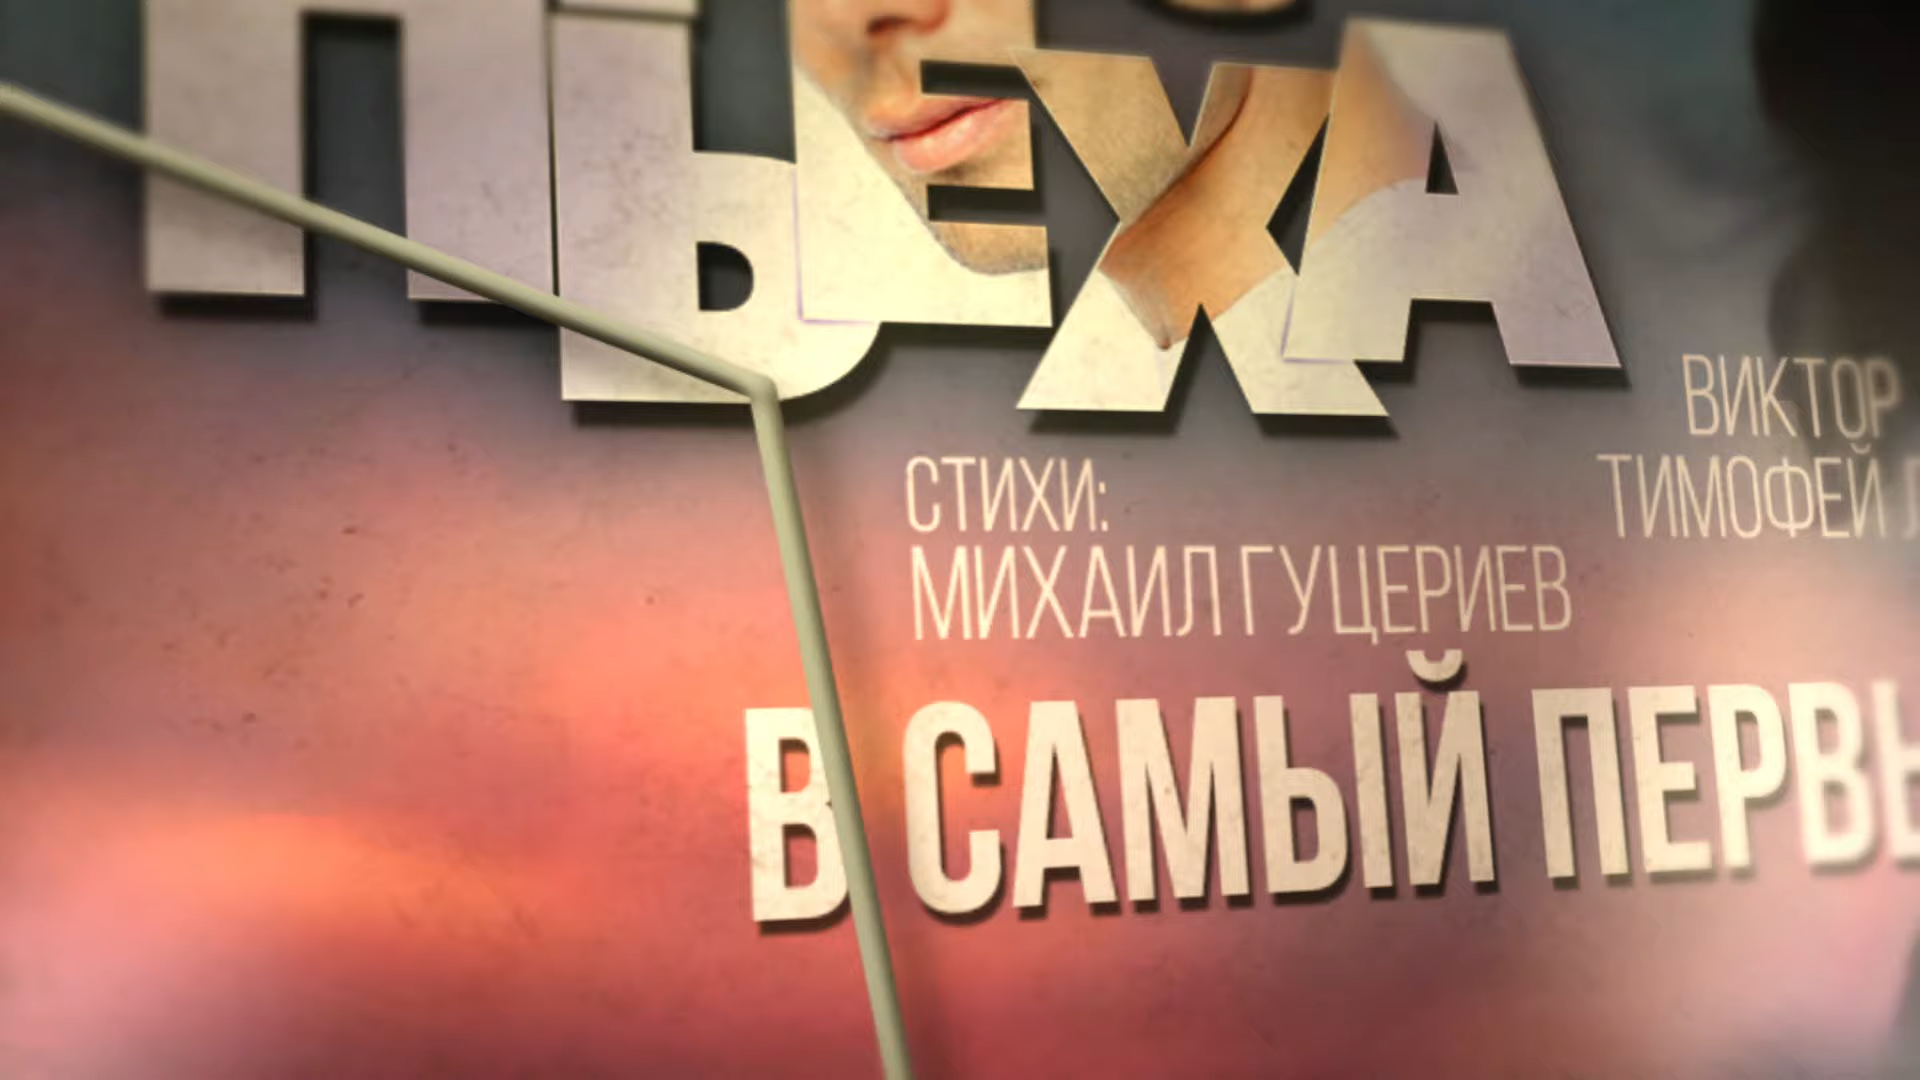 ПЬЕХА
ВИКТОР
ТИМОФЕЙ
СТИХИ:
МИХАИЛ ГУЦЕРИЕВ
В САМЫЙ